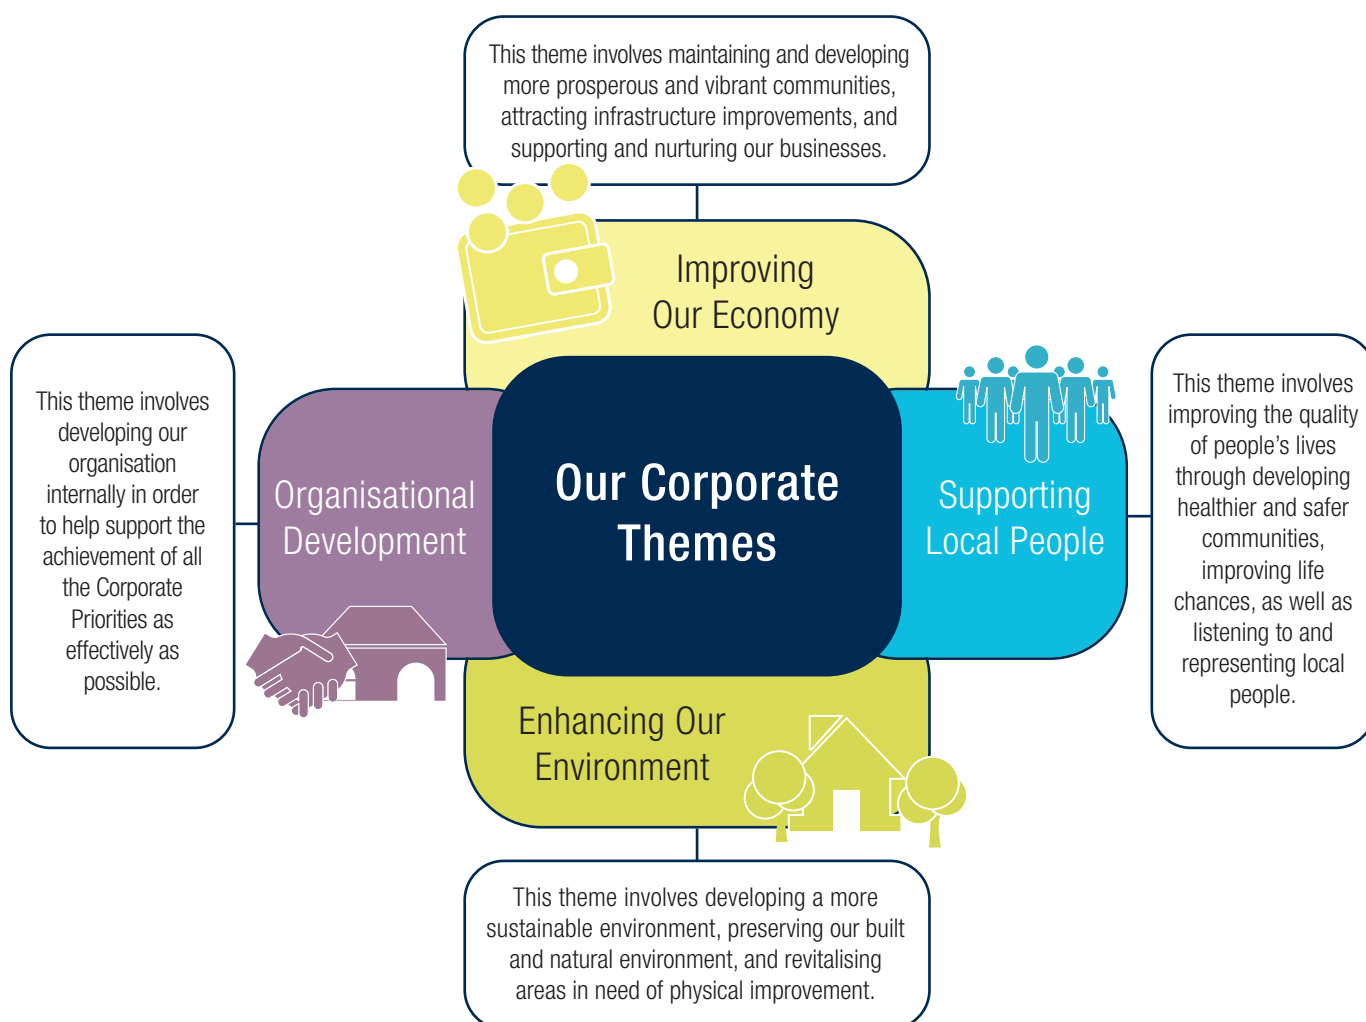 This theme involves maintaining and developing
more prosperous and vibrant communities,
attracting infrastructure improvements, and
supporting and nurturing our businesses.
Improving
Our Economy
This theme involves
developing our
organisation
internally in order
to help support the
achievement of all
the Corporate
Priorities as
effectively as
possible.
Organisational
Development
Our Corporate
Themes
Supporting
Local People
This theme involves
improving the quality
of people’s lives
through developing
healthier and safer
communities,
improving life
chances, as well as
listening to and
representing local
people.
Enhancing Our
Environment
This theme involves developing a more
sustainable environment, preserving our built
and natural environment, and revitalising
areas in need of physical improvement.